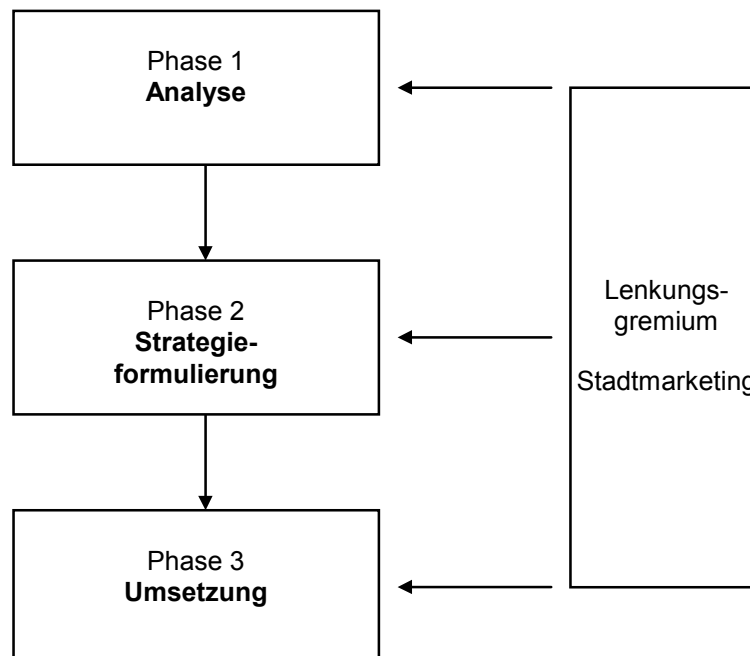 Phase 1
Analyse
Phase 2
Strategie-
formulierung
Phase 3
Umsetzung
Lenkungs-
gremium
Stadtmarketing